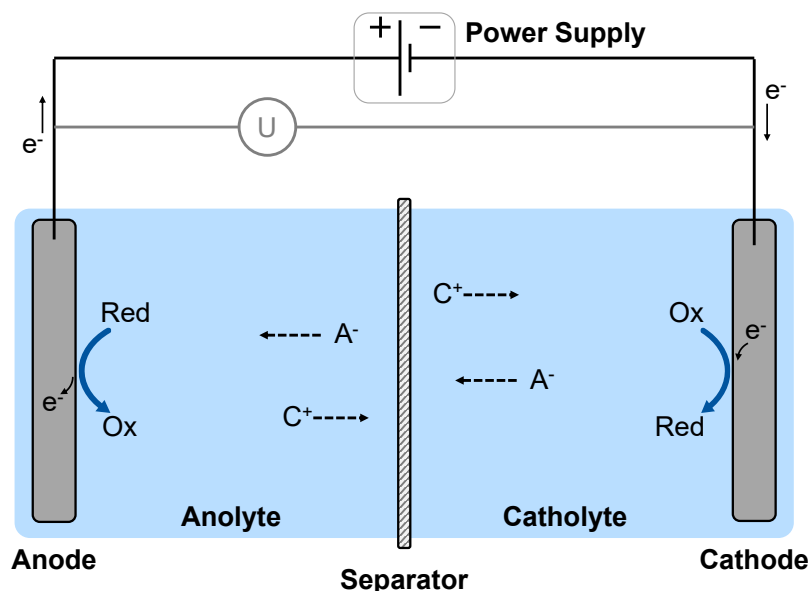 + −
Power Supply
e⁻
e⁻
U
C⁺
Red
Ox
A⁻
e⁻
A⁻
e⁻
C⁺
Ox
Red
Anolyte
Catholyte
Anode
Cathode
Separator